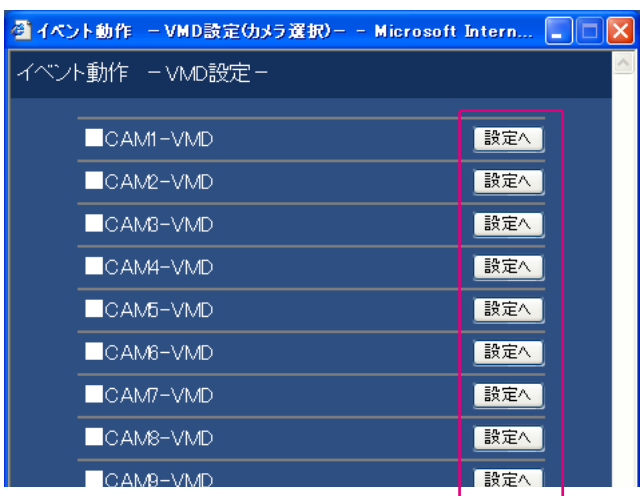 イベント動作 －VMD設定(カメラ選択)－ - Microsoft Intern...
イベント動作 －VMD設定－
■CAM1-VMD 設定へ
■CAM2-VMD 設定へ
■CAM3-VMD 設定へ
■CAM4-VMD 設定へ
■CAM5-VMD 設定へ
■CAM6-VMD 設定へ
■CAM7-VMD 設定へ
■CAM8-VMD 設定へ
■CAM9-VMD 設定へ